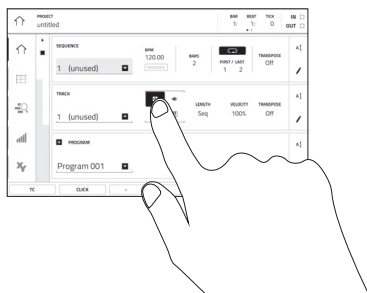 PROJECT
untitled
BAR BEAT TICK
1: 1: 0
IN
OUT
SEQUENCE
1 (unused)
BPM
120.00
BARS
2
FIRST / LAST
1 2
TRANSPOSE
Off
TRACK
1 (unused)
LENGTH
Seq
VELOCITY
100%
TRANSPOSE
Off
PROGRAM
Program 001
TC
CLICK
-